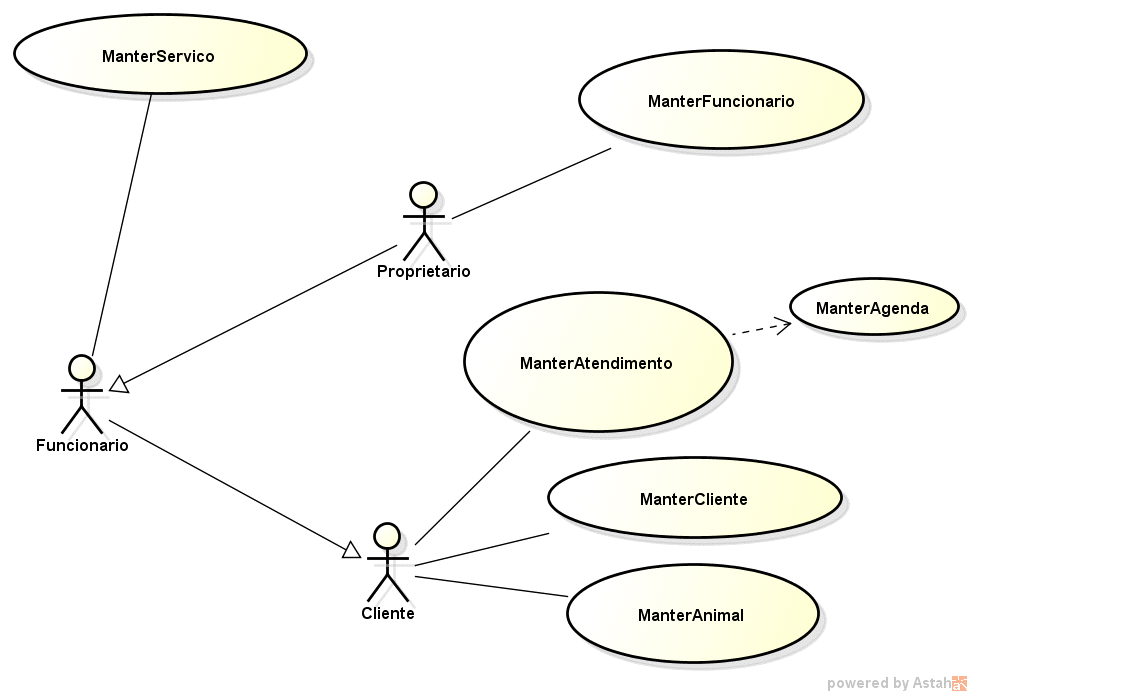 ManterServico
ManterFuncionario
Proprietario
ManterAgenda
ManterAtendimento
Funcionario
ManterCliente
Cliente
ManterAnimal
powered by Astah